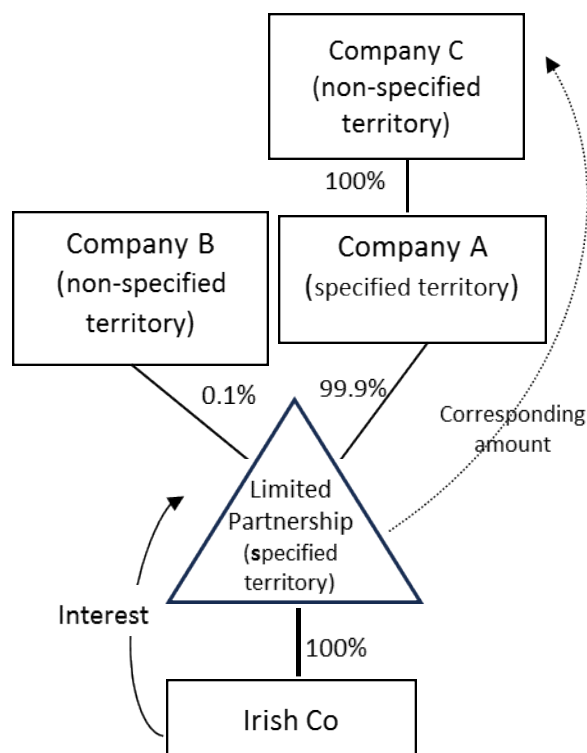 Company C
(non-specified
territory)
100%
Company B
(non-specified
territory)
Company A
(specified territory)
0.1%
99.9%
Corresponding
amount
Limited
Partnership
(specified
territory)
Interest
100%
Irish Co